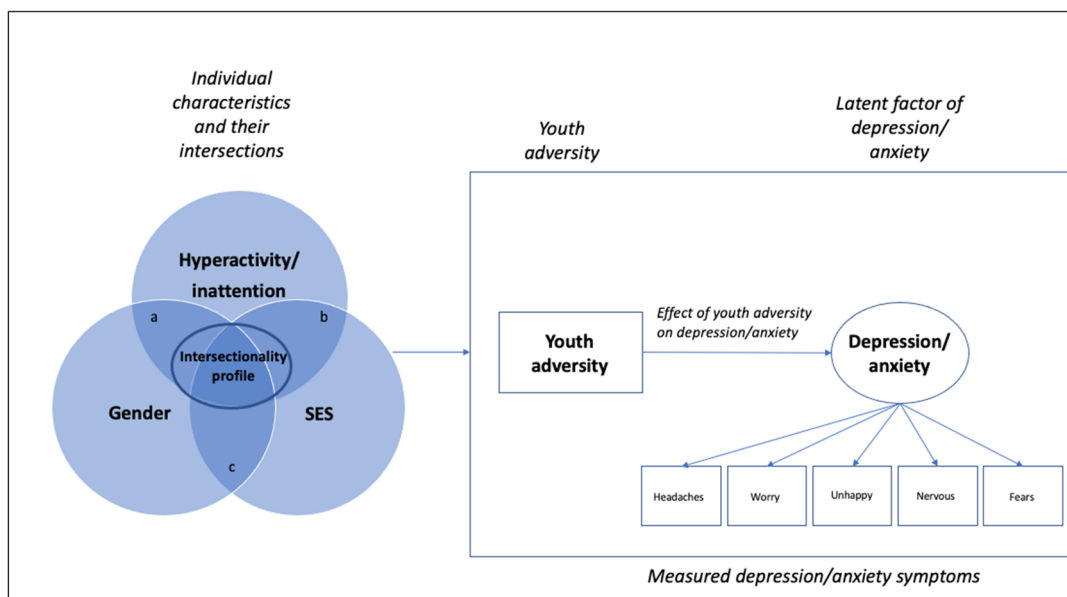 Individual
characteristics
and their
intersections
Youth
adversity
Latent factor of
depression/
anxiety
Hyperactivity/
inattention
a
b
Intersectionality
profile
Gender
SES
c
Effect of youth adversity
on depression/anxiety
Youth
adversity
Depression/
anxiety
Headaches
Worry
Unhappy
Nervous
Fears
Measured depression/anxiety symptoms